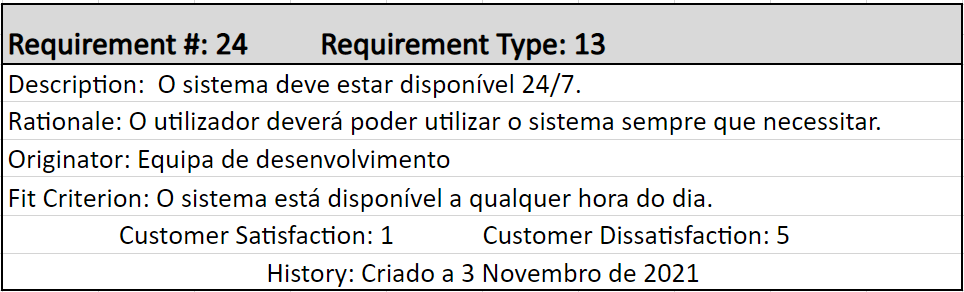 Requirement #: 24 Requirement Type: 13
Description: O sistema deve estar disponível 24/7.
Rationale: O utilizador deverá poder utilizar o sistema sempre que necessitar.
Originator: Equipa de desenvolvimento
Fit Criterion: O sistema está disponível a qualquer hora do dia.
Customer Satisfaction: 1 Customer Dissatisfaction: 5
History: Criado a 3 Novembro de 2021